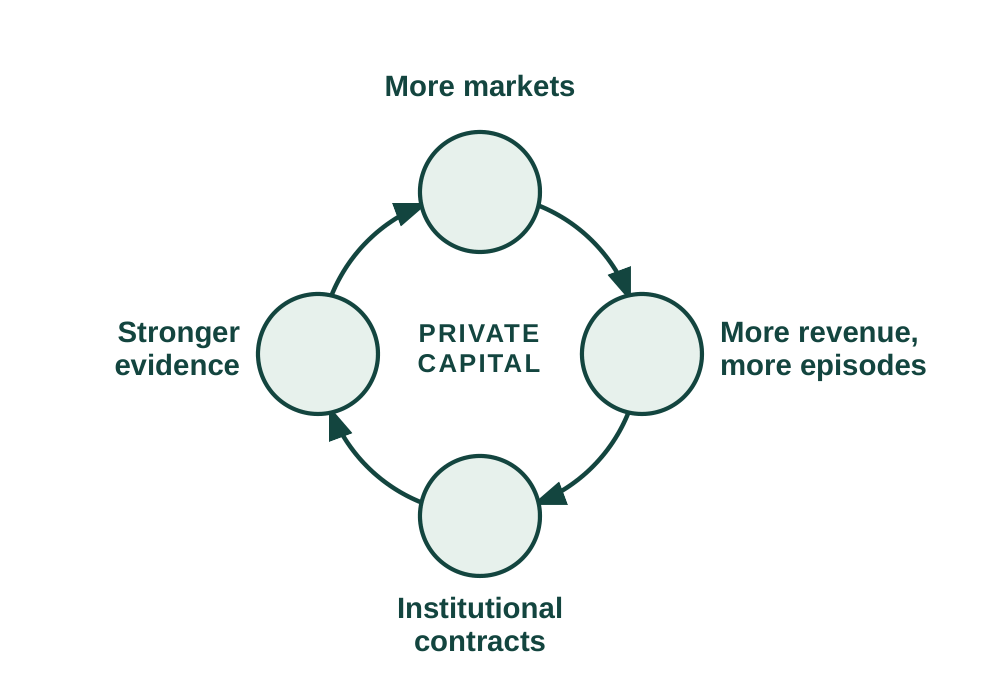 More markets
Stronger
evidence
PRIVATE
CAPITAL
More revenue,
more episodes
Institutional
contracts